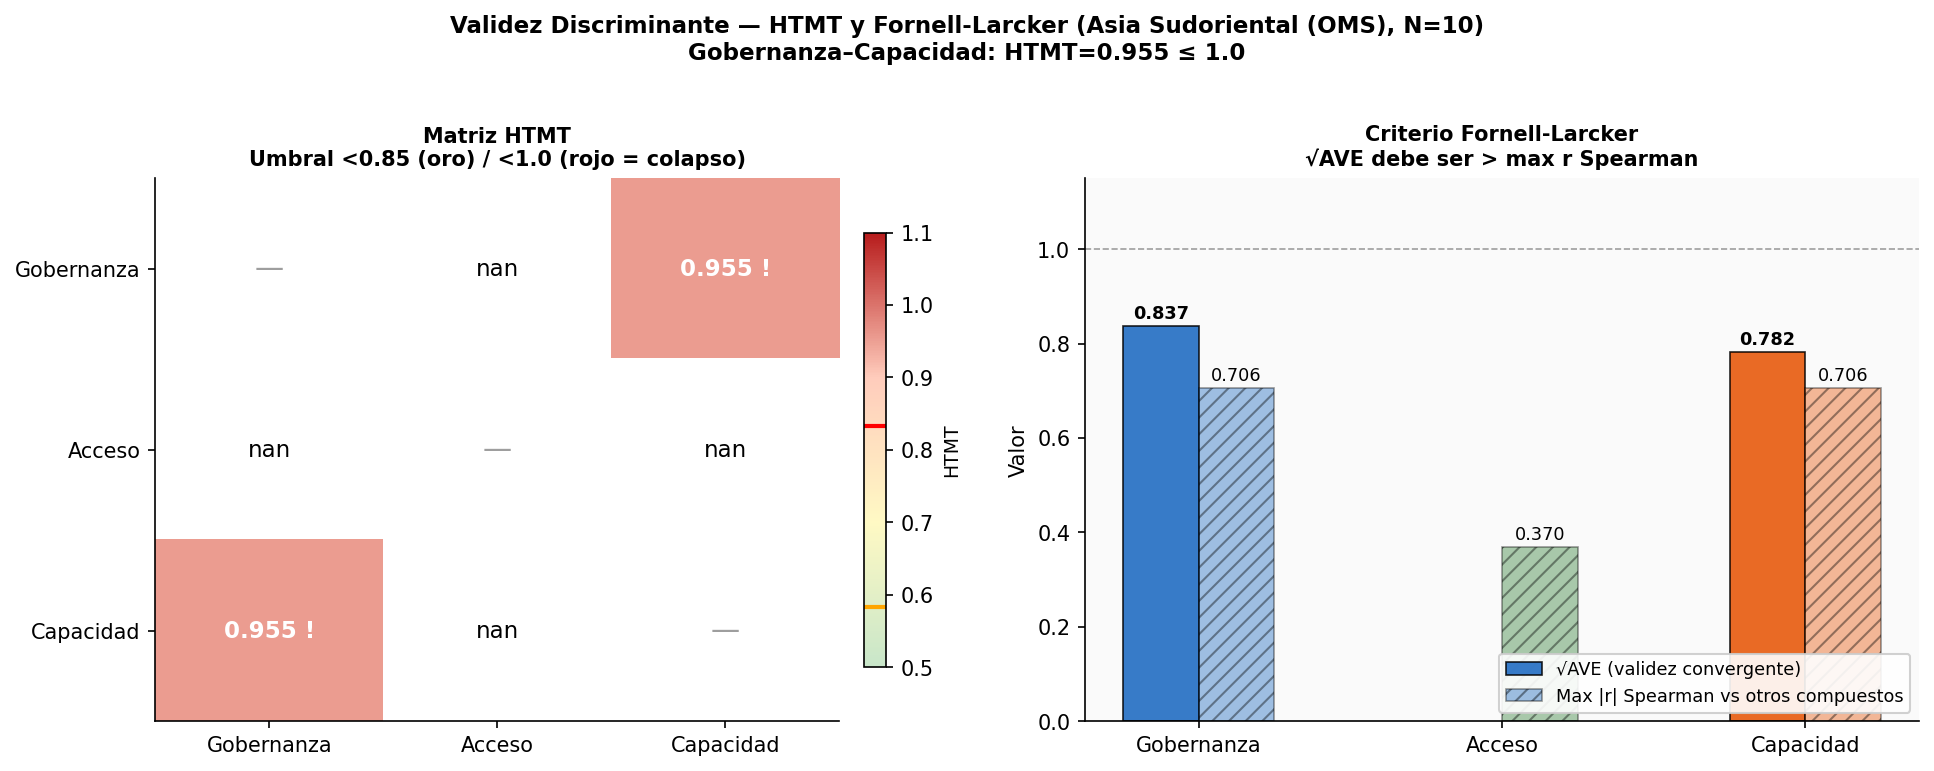 Validez Discriminante — HTMT y Fornell-Larcker (Asia Sudoriental (OMS), N=10)
Gobernanza–Capacidad: HTMT=0.955 ≤ 1.0
Matriz HTMT
Umbral <0.85 (oro) / <1.0 (rojo = colapso)
Gobernanza
—
nan
0.955 !
Acceso
nan
—
nan
Capacidad
0.955 !
nan
—
Gobernanza
Acceso
Capacidad
1.1
1.0
0.9
0.8
0.7
0.6
0.5
HTMT
Criterio Fornell-Larcker
√AVE debe ser > max r Spearman
Valor
1.0
0.8
0.6
0.4
0.2
0.0
0.837
0.706
0.370
0.782
0.706
√AVE (validez convergente)
Max |r| Spearman vs otros compuestos
Gobernanza
Acceso
Capacidad